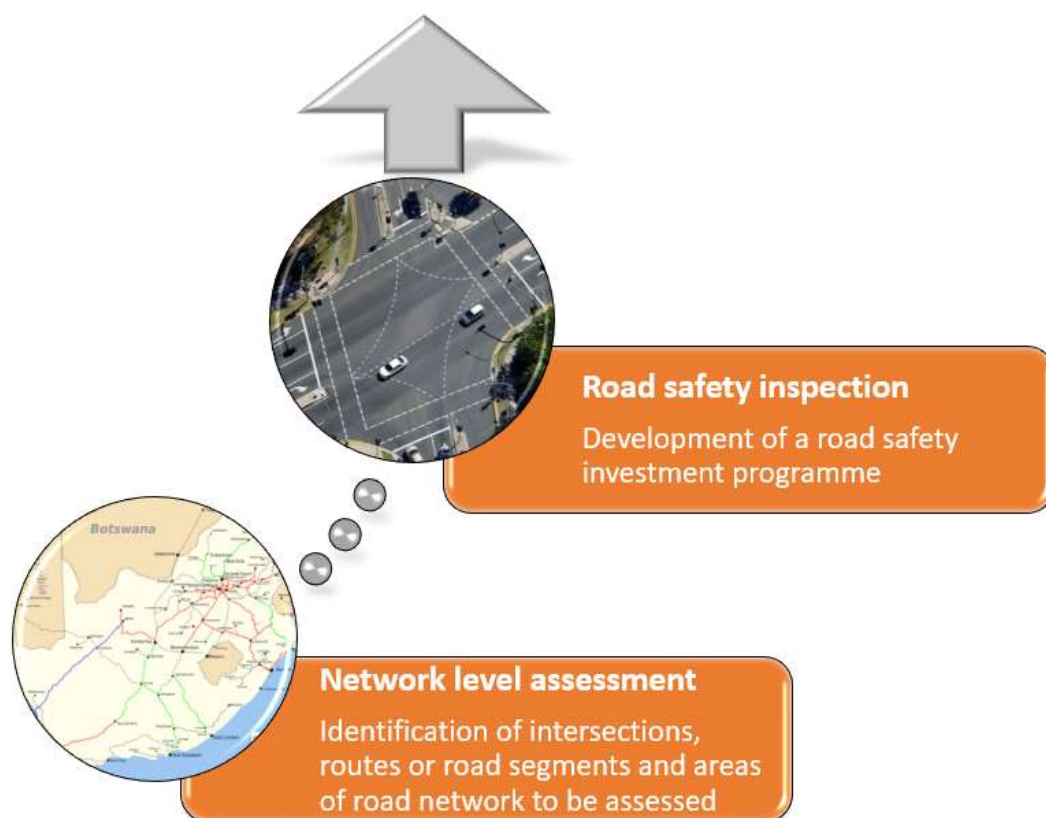 Road safety inspection
Development of a road safety
investment programme
Botswana
Network level assessment
Identification of intersections,
routes or road segments and areas
of road network to be assessed